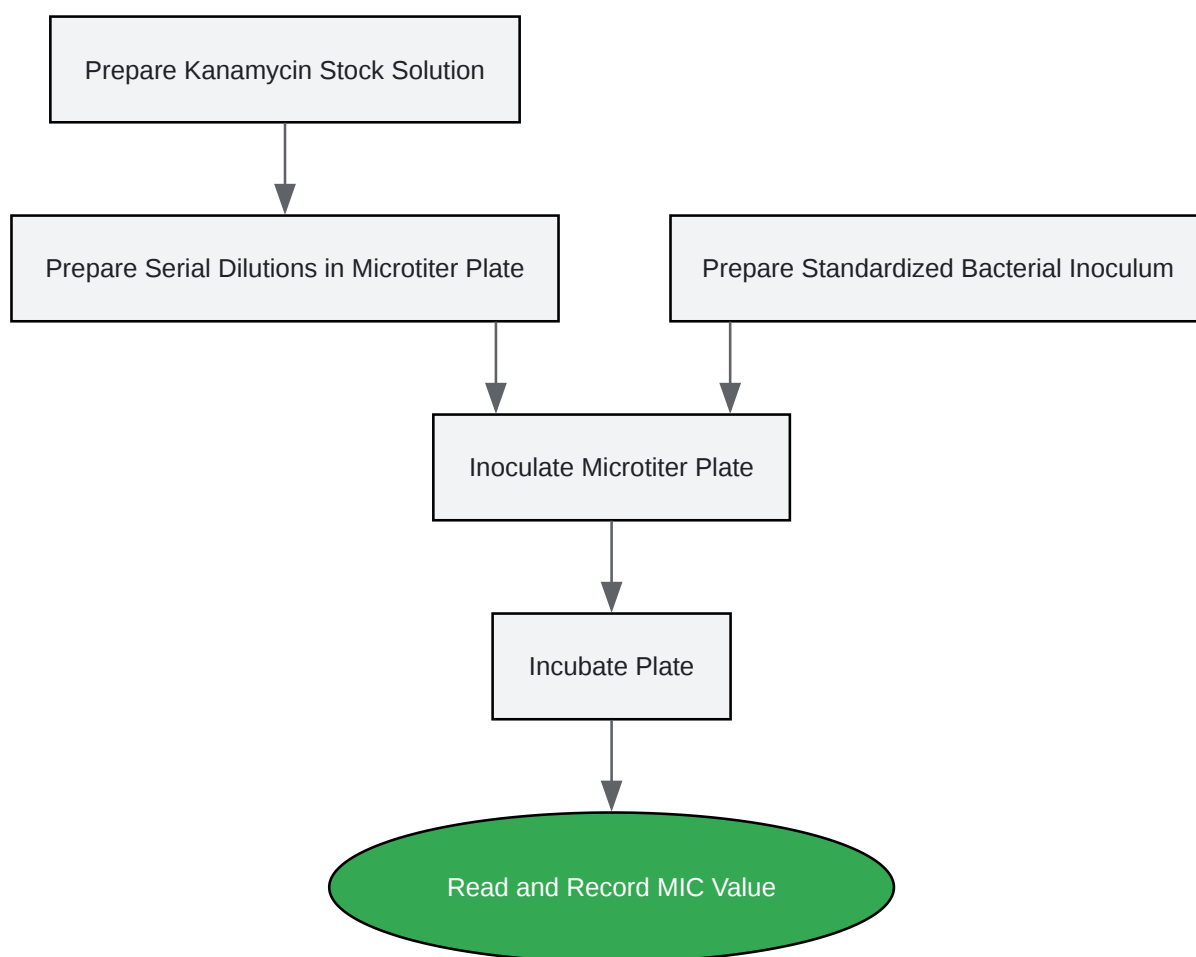 Prepare Kanamycin Stock Solution
Prepare Serial Dilutions in Microtiter Plate
Prepare Standardized Bacterial Inoculum
Inoculate Microtiter Plate
Incubate Plate
Read and Record MIC Value